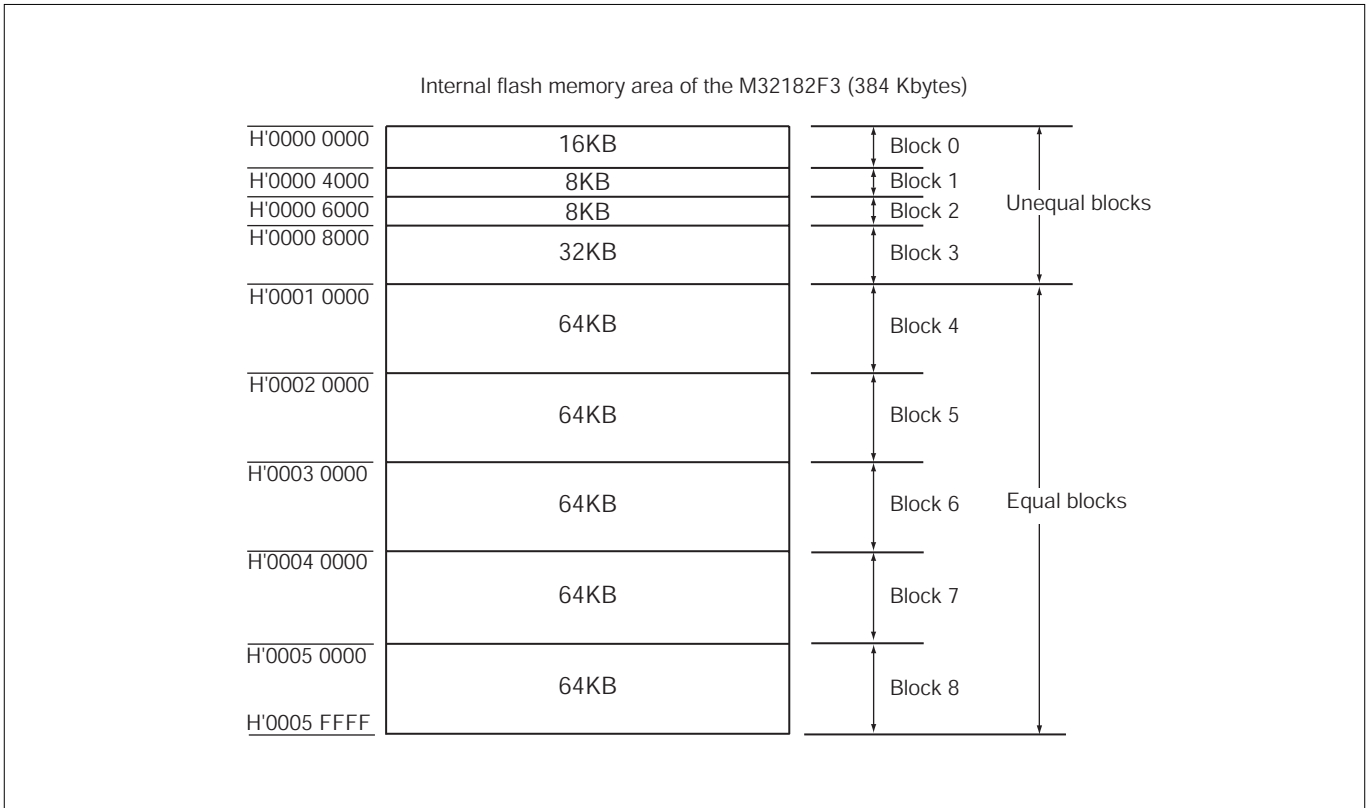 Internal flash memory area of the M32182F3 (384 Kbytes)
H'0000 0000
16KB
Block 0
H'0000 4000
8KB
Block 1
H'0000 6000
8KB
Block 2
Unequal blocks
H'0000 8000
32KB
Block 3
H'0001 0000
64KB
Block 4
H'0002 0000
64KB
Block 5
H'0003 0000
64KB
Block 6
Equal blocks
H'0004 0000
64KB
Block 7
H'0005 0000
64KB
Block 8
H'0005 FFFF